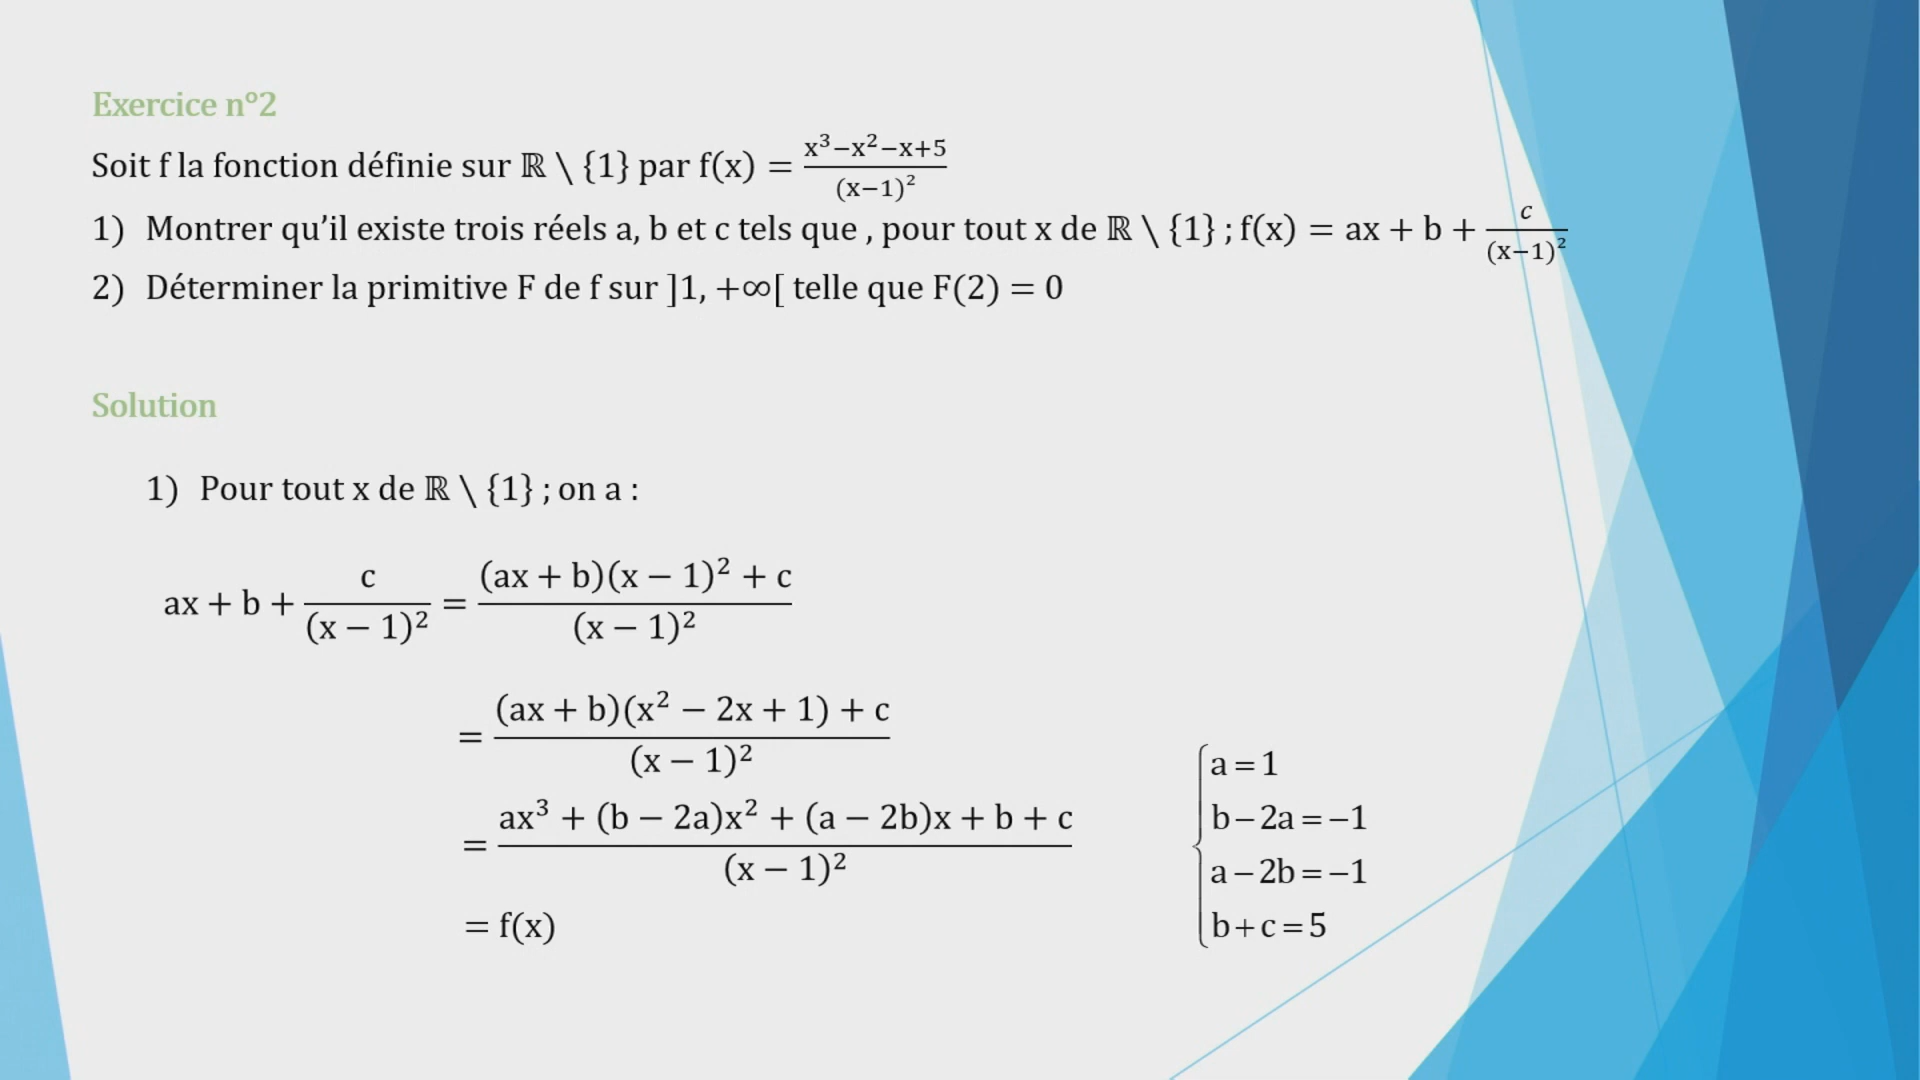 Exercice n°2
Soit f la fonction définie sur ℝ \ {1} par f(x) = (x³−x²−x+5)/(x−1)²
1) Montrer qu’il existe trois réels a, b et c tels que , pour tout x de ℝ \ {1} ; f(x) = ax + b + c/(x−1)²
2) Déterminer la primitive F de f sur ]1, +∞[ telle que F(2) = 0
Solution
1) Pour tout x de ℝ \ {1} ; on a :
ax + b + c/(x − 1)² = ((ax + b)(x − 1)² + c)/(x − 1)²
= ((ax + b)(x² − 2x + 1) + c)/(x − 1)²
= (ax³ + (b − 2a)x² + (a − 2b)x + b + c)/(x − 1)²
= f(x)
{ a = 1
b − 2a = −1
a − 2b = −1
b + c = 5